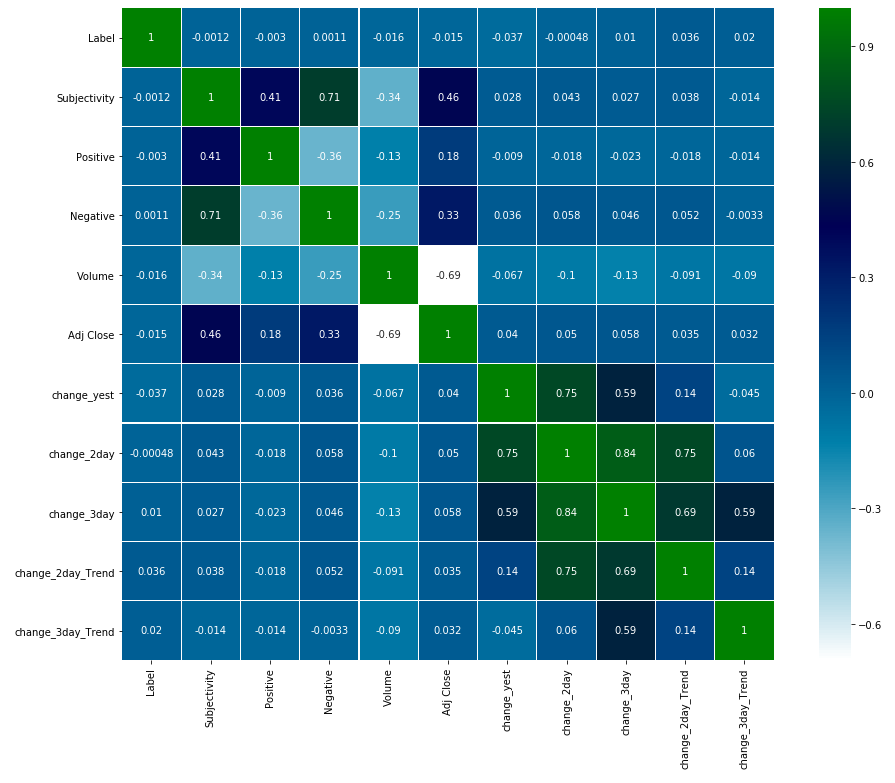 Label 1 -0.0012 -0.003 0.0011 -0.016 -0.015 -0.037 -0.00048 0.01 0.036 0.02
Subjectivity -0.0012 1 0.41 0.71 -0.34 0.46 0.028 0.043 0.027 0.038 -0.014
Positive -0.003 0.41 1 -0.36 -0.13 0.18 -0.009 -0.018 -0.023 -0.018 -0.014
Negative 0.0011 0.71 -0.36 1 -0.25 0.33 0.036 0.058 0.046 0.052 -0.0033
Volume -0.016 -0.34 -0.13 -0.25 1 -0.69 -0.067 -0.1 -0.13 -0.091 -0.09
Adj Close -0.015 0.46 0.18 0.33 -0.69 1 0.04 0.05 0.058 0.035 0.032
change_yest -0.037 0.028 -0.009 0.036 -0.067 0.04 1 0.75 0.59 0.14 -0.045
change_2day -0.00048 0.043 -0.018 0.058 -0.1 0.05 0.75 1 0.84 0.75 0.06
change_3day 0.01 0.027 -0.023 0.046 -0.13 0.058 0.59 0.84 1 0.69 0.59
change_2day_Trend 0.036 0.038 -0.018 0.052 -0.091 0.035 0.14 0.75 0.69 1 0.14
change_3day_Trend 0.02 -0.014 -0.014 -0.0033 -0.09 0.032 -0.045 0.06 0.59 0.14 1
Label
Subjectivity
Positive
Negative
Volume
Adj Close
change_yest
change_2day
change_3day
change_2day_Trend
change_3day_Trend
0.9
0.6
0.3
0.0
−0.3
−0.6